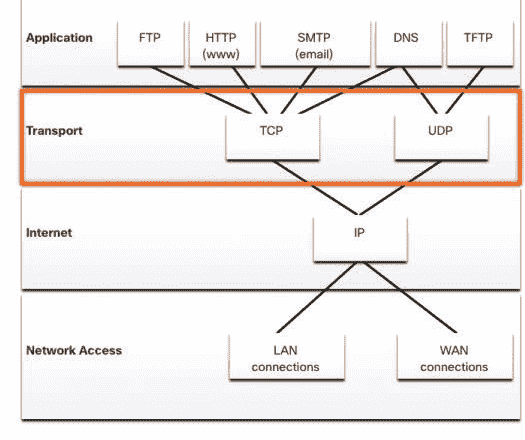 Application
FTP
HTTP
(www)
SMTP
(email)
DNS
TFTP
Transport
TCP
UDP
Internet
IP
Network Access
LAN
connections
WAN
connections